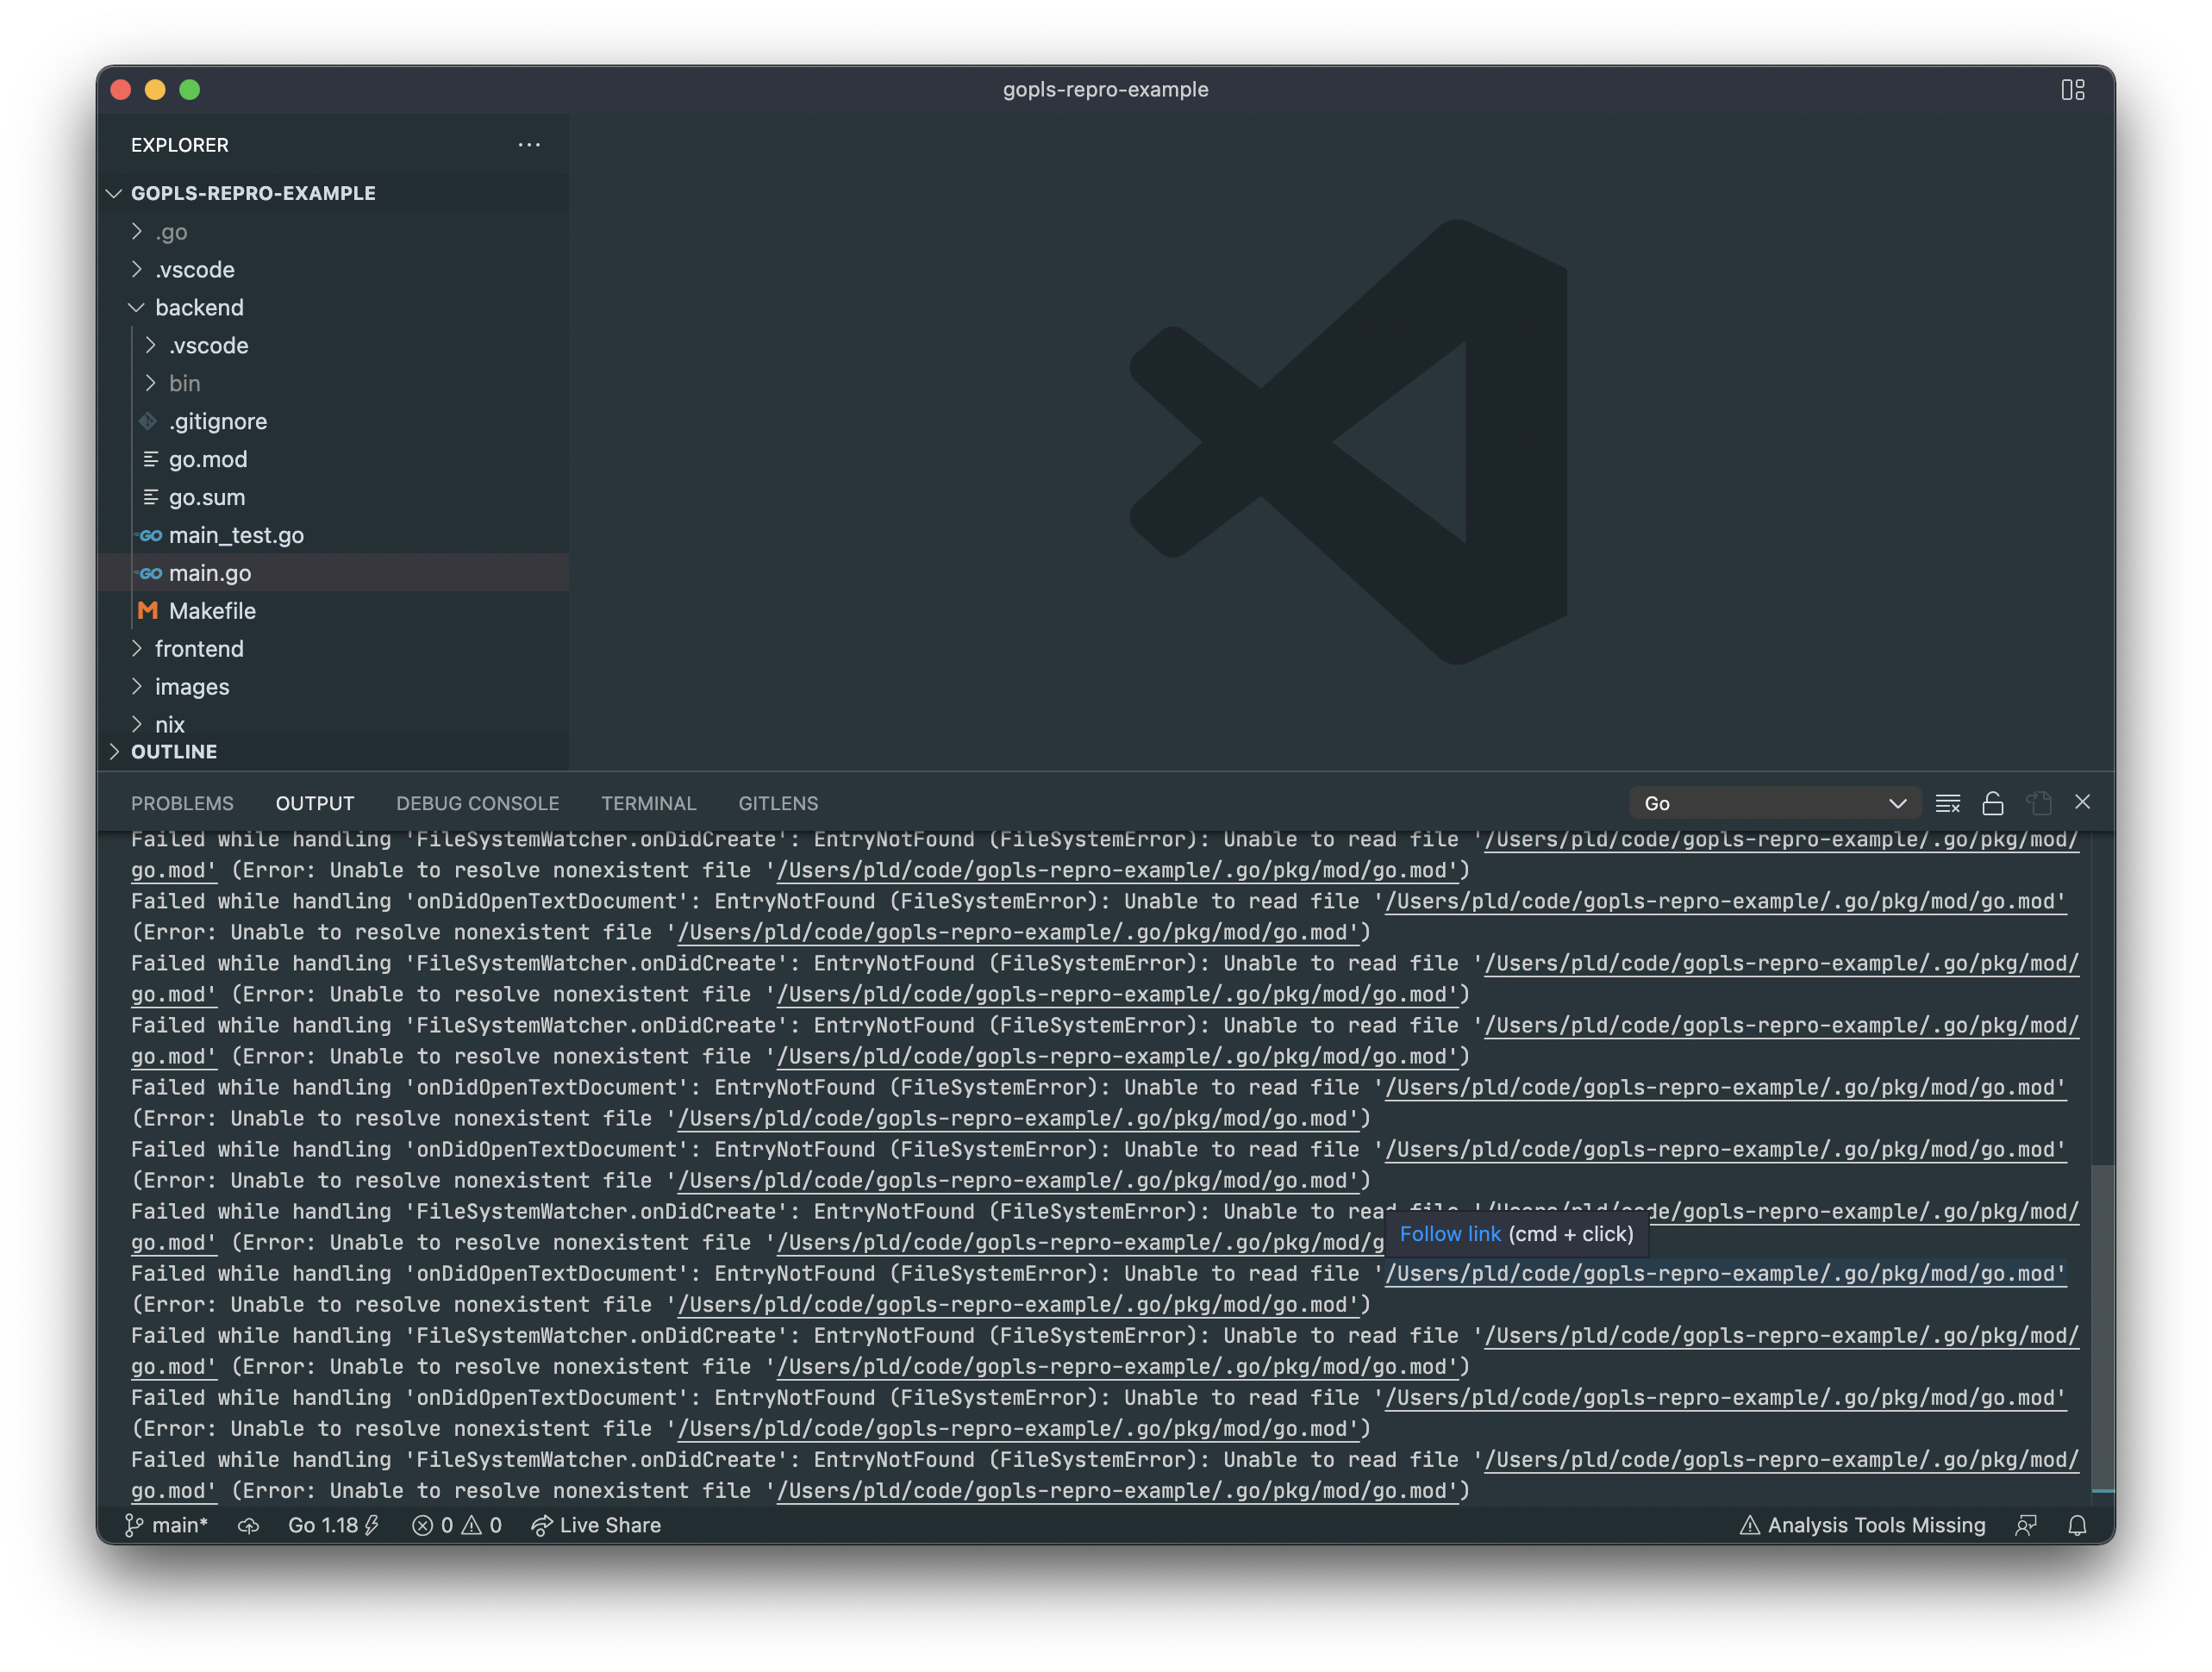 gopls-repro-example
EXPLORER
GOPLS-REPRO-EXAMPLE
.go
.vscode
backend
.vscode
bin
.gitignore
go.mod
go.sum
GO main_test.go
GO main.go
M Makefile
frontend
images
nix
OUTLINE
PROBLEMS OUTPUT DEBUG CONSOLE TERMINAL GITLENS Go
Failed while handling 'FileSystemWatcher.onDidCreate': EntryNotFound (FileSystemError): Unable to read file '/Users/pld/code/gopls-repro-example/.go/pkg/mod/
go.mod' (Error: Unable to resolve nonexistent file '/Users/pld/code/gopls-repro-example/.go/pkg/mod/go.mod')
Failed while handling 'onDidOpenTextDocument': EntryNotFound (FileSystemError): Unable to read file '/Users/pld/code/gopls-repro-example/.go/pkg/mod/go.mod'
(Error: Unable to resolve nonexistent file '/Users/pld/code/gopls-repro-example/.go/pkg/mod/go.mod')
Failed while handling 'FileSystemWatcher.onDidCreate': EntryNotFound (FileSystemError): Unable to read file '/Users/pld/code/gopls-repro-example/.go/pkg/mod/
go.mod' (Error: Unable to resolve nonexistent file '/Users/pld/code/gopls-repro-example/.go/pkg/mod/go.mod')
Failed while handling 'FileSystemWatcher.onDidCreate': EntryNotFound (FileSystemError): Unable to read file '/Users/pld/code/gopls-repro-example/.go/pkg/mod/
go.mod' (Error: Unable to resolve nonexistent file '/Users/pld/code/gopls-repro-example/.go/pkg/mod/go.mod')
Failed while handling 'onDidOpenTextDocument': EntryNotFound (FileSystemError): Unable to read file '/Users/pld/code/gopls-repro-example/.go/pkg/mod/go.mod'
(Error: Unable to resolve nonexistent file '/Users/pld/code/gopls-repro-example/.go/pkg/mod/go.mod')
Failed while handling 'onDidOpenTextDocument': EntryNotFound (FileSystemError): Unable to read file '/Users/pld/code/gopls-repro-example/.go/pkg/mod/go.mod'
(Error: Unable to resolve nonexistent file '/Users/pld/code/gopls-repro-example/.go/pkg/mod/go.mod')
Failed while handling 'FileSystemWatcher.onDidCreate': EntryNotFound (FileSystemError): Unable to read file '/Users/pld/code/gopls-repro-example/.go/pkg/mod/
go.mod' (Error: Unable to resolve nonexistent file '/Users/pld/code/gopls-repro-example/.go/pkg/mod/g
Follow link (cmd + click)
Failed while handling 'onDidOpenTextDocument': EntryNotFound (FileSystemError): Unable to read file '/Users/pld/code/gopls-repro-example/.go/pkg/mod/go.mod'
(Error: Unable to resolve nonexistent file '/Users/pld/code/gopls-repro-example/.go/pkg/mod/go.mod')
Failed while handling 'FileSystemWatcher.onDidCreate': EntryNotFound (FileSystemError): Unable to read file '/Users/pld/code/gopls-repro-example/.go/pkg/mod/
go.mod' (Error: Unable to resolve nonexistent file '/Users/pld/code/gopls-repro-example/.go/pkg/mod/go.mod')
Failed while handling 'onDidOpenTextDocument': EntryNotFound (FileSystemError): Unable to read file '/Users/pld/code/gopls-repro-example/.go/pkg/mod/go.mod'
(Error: Unable to resolve nonexistent file '/Users/pld/code/gopls-repro-example/.go/pkg/mod/go.mod')
Failed while handling 'FileSystemWatcher.onDidCreate': EntryNotFound (FileSystemError): Unable to read file '/Users/pld/code/gopls-repro-example/.go/pkg/mod/
go.mod' (Error: Unable to resolve nonexistent file '/Users/pld/code/gopls-repro-example/.go/pkg/mod/go.mod')
main* Go 1.18 0 0 Live Share Analysis Tools Missing